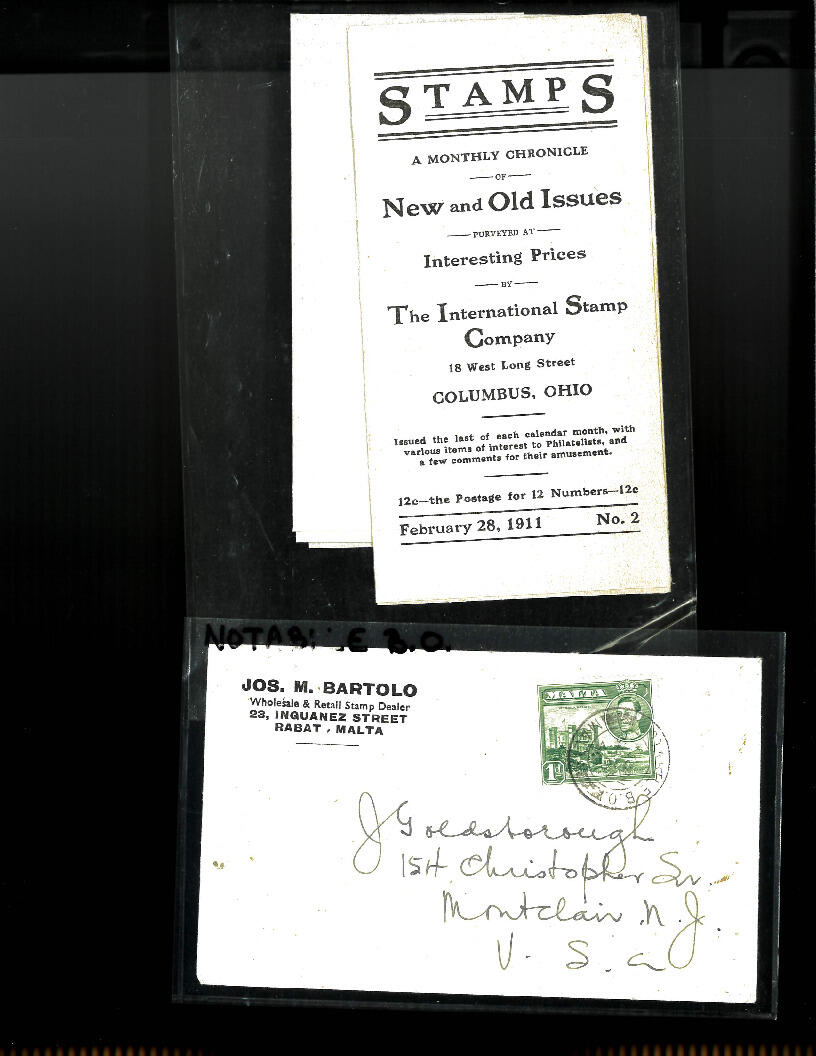 STAMPS
A MONTHLY CHRONICLE
OF
New and Old Issues
PURVEYED AT
Interesting Prices
BY
The International Stamp
Company
18 West Long Street
COLUMBUS, OHIO
Issued the last of each calendar month, with
various items of interest to Philatelists, and
a few comments for their amusement.
12c—the Postage for 12 Numbers—12c
February 28, 1911 No. 2
B.O.
JOS. M. BARTOLO
Wholesale & Retail Stamp Dealer
23, INGUANEZ STREET
RABAT, MALTA
MALTA
1d
J Goldsborough
154 Christopher St.
Montclair N.J.
U.S.a